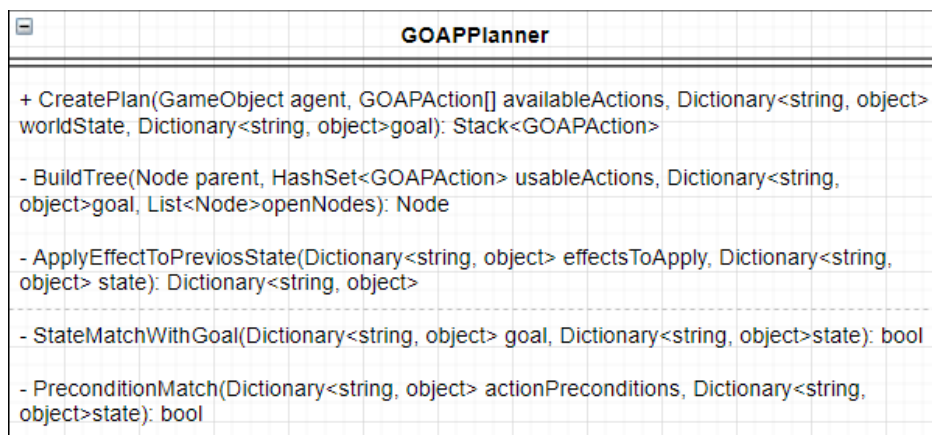 GOAPPlanner
+ CreatePlan(GameObject agent, GOAPAction[] availableActions, Dictionary<string, object>
worldState, Dictionary<string, object>goal): Stack<GOAPAction>
- BuildTree(Node parent, HashSet<GOAPAction> usableActions, Dictionary<string,
object>goal, List<Node>openNodes): Node
- ApplyEffectToPreviosState(Dictionary<string, object> effectsToApply, Dictionary<string,
object> state): Dictionary<string, object>
- StateMatchWithGoal(Dictionary<string, object> goal, Dictionary<string, object>state): bool
- PreconditionMatch(Dictionary<string, object> actionPreconditions, Dictionary<string,
object>state): bool